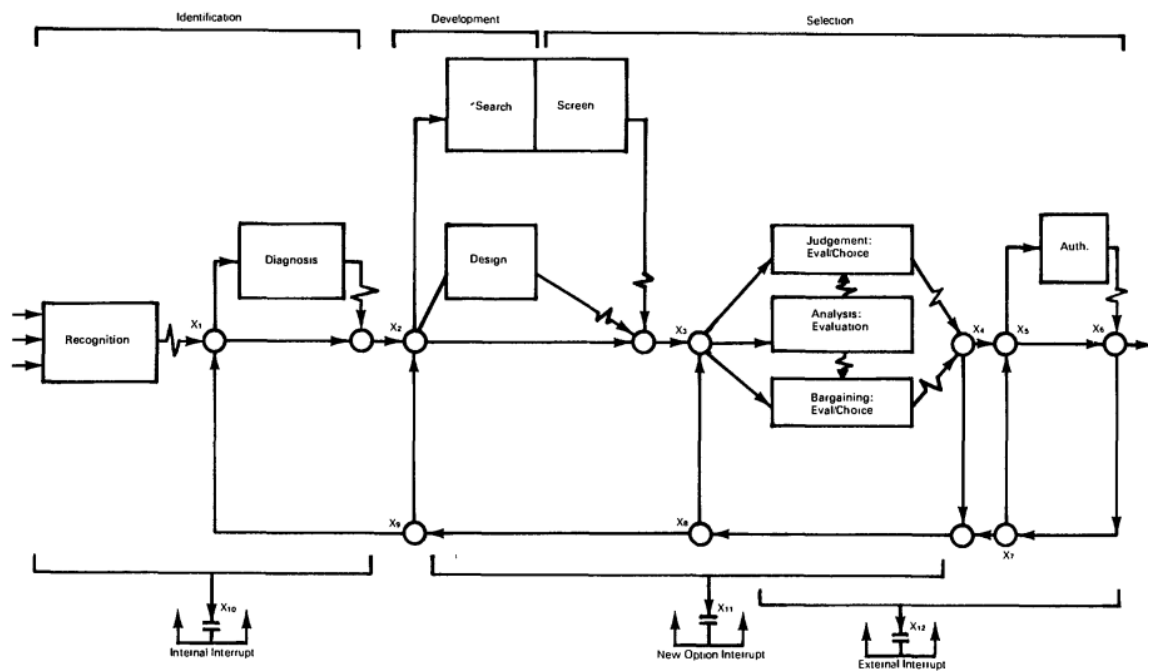 Identification
Development
Selection
*Search
Screen
Diagnosis
Design
Judgement:
Eval/Choice
Auth.
Recognition
X1
X2
X3
Analysis:
Evaluation
X4
X5
X6
Bargaining:
Eval/Choice
X9
X8
X7
X10
Internal Interrupt
X11
New Option Interrupt
X12
External Interrupt